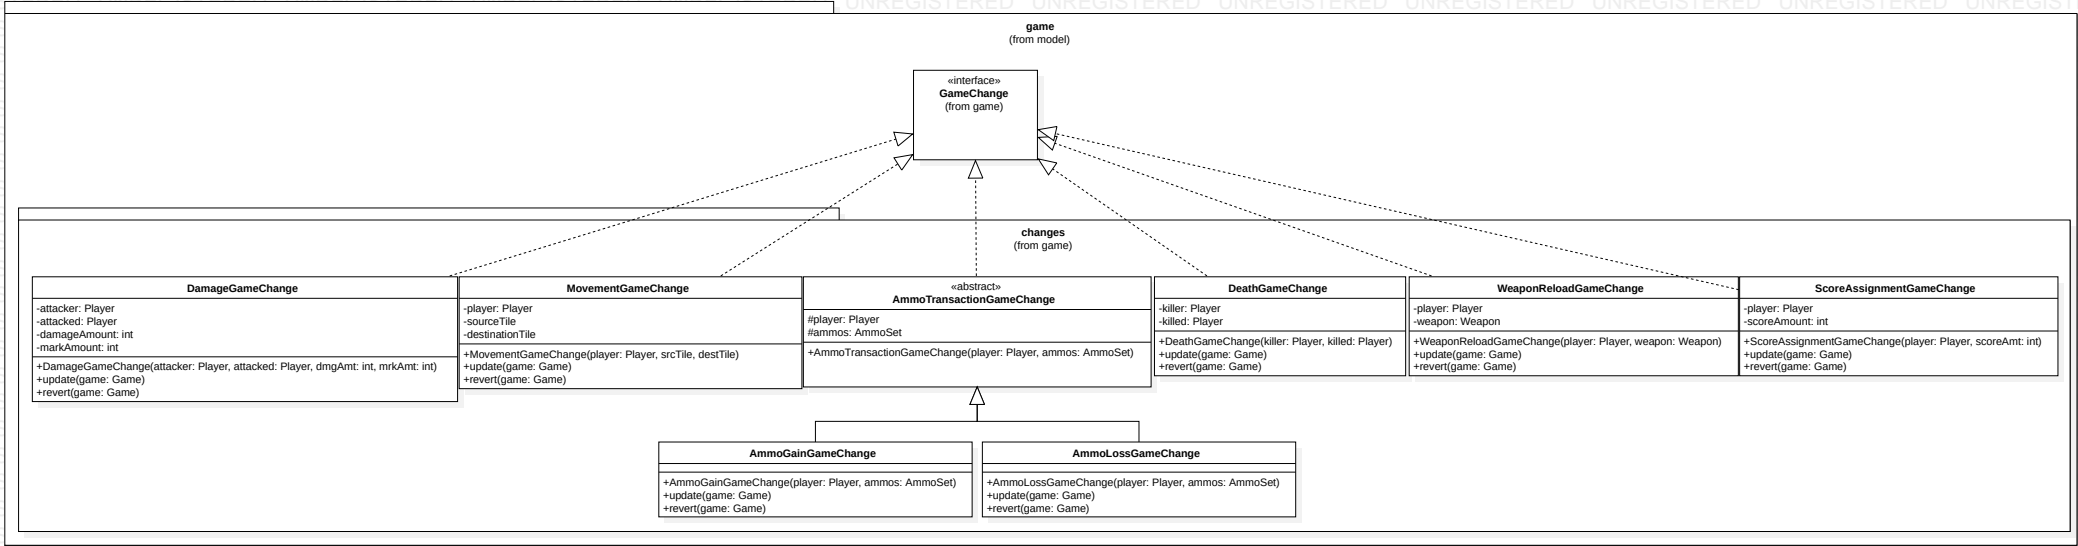 UNREGISTERED UNREGISTERED UNREGISTERED UNREGISTERED UNREGISTERED UNREGISTERED
game
(from model)
«interface»
GameChange
(from game)
changes
(from game)
DamageGameChange
-attacker: Player
-attacked: Player
-damageAmount: int
-markAmount: int
+DamageGameChange(attacker: Player, attacked: Player, dmgAmt: int, mrkAmt: int)
+update(game: Game)
+revert(game: Game)
MovementGameChange
-player: Player
-sourceTile
-destinationTile
+MovementGameChange(player: Player, srcTile, destTile)
+update(game: Game)
+revert(game: Game)
«abstract»
AmmoTransactionGameChange
#player: Player
#ammos: AmmoSet
+AmmoTransactionGameChange(player: Player, ammos: AmmoSet)
DeathGameChange
-killer: Player
-killed: Player
+DeathGameChange(killer: Player, killed: Player)
+update(game: Game)
+revert(game: Game)
WeaponReloadGameChange
-player: Player
-weapon: Weapon
+WeaponReloadGameChange(player: Player, weapon: Weapon)
+update(game: Game)
+revert(game: Game)
ScoreAssignmentGameChange
-player: Player
-scoreAmount: int
+ScoreAssignmentGameChange(player: Player, scoreAmt: int)
+update(game: Game)
+revert(game: Game)
AmmoGainGameChange
+AmmoGainGameChange(player: Player, ammos: AmmoSet)
+update(game: Game)
+revert(game: Game)
AmmoLossGameChange
+AmmoLossGameChange(player: Player, ammos: AmmoSet)
+update(game: Game)
+revert(game: Game)